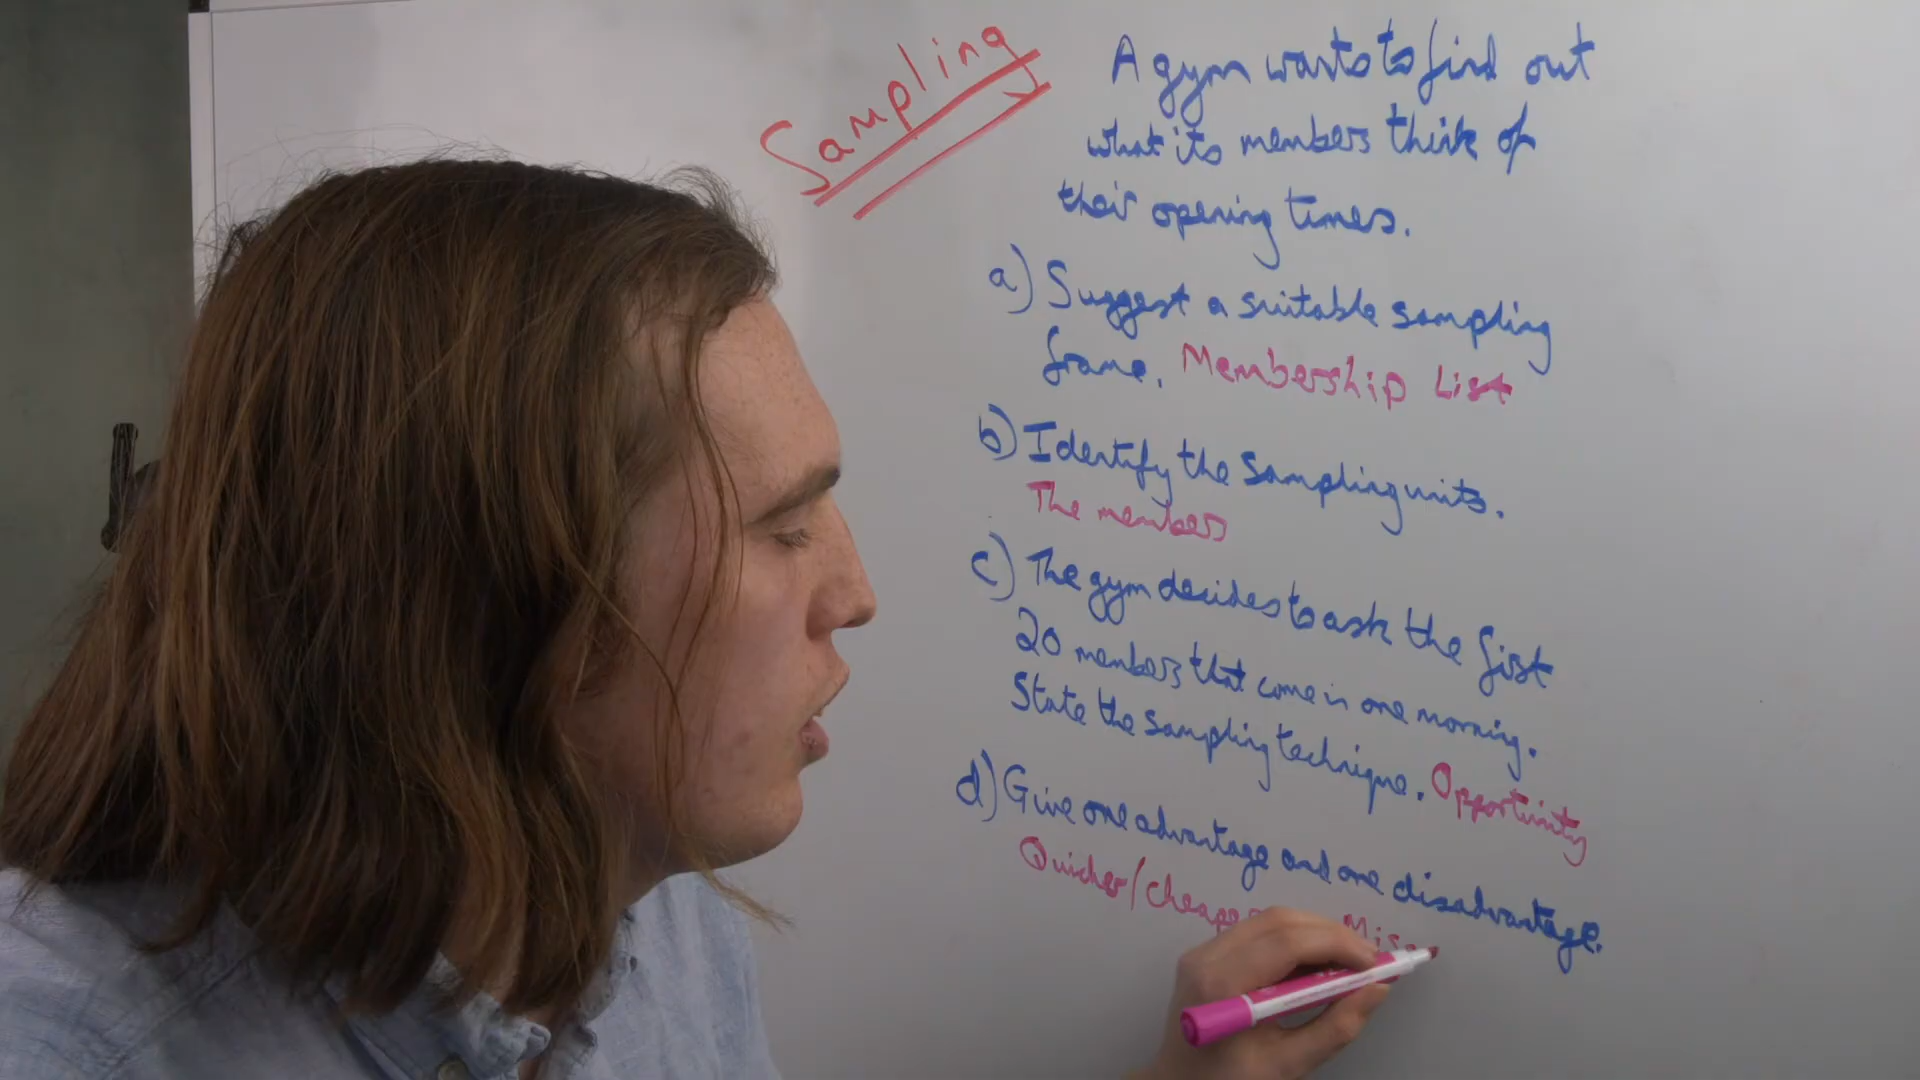 Sampling
A gym wants to find out
what its members think of
their opening times.
a) Suggest a suitable sampling
frame. Membership List
b) Identify the Sampling units.
The members
c) The gym decides to ask the first
20 members that come in one morning.
State the sampling technique. Opportunity
d) Give one advantage and one disadvantage.
Quicker/Cheape Miss